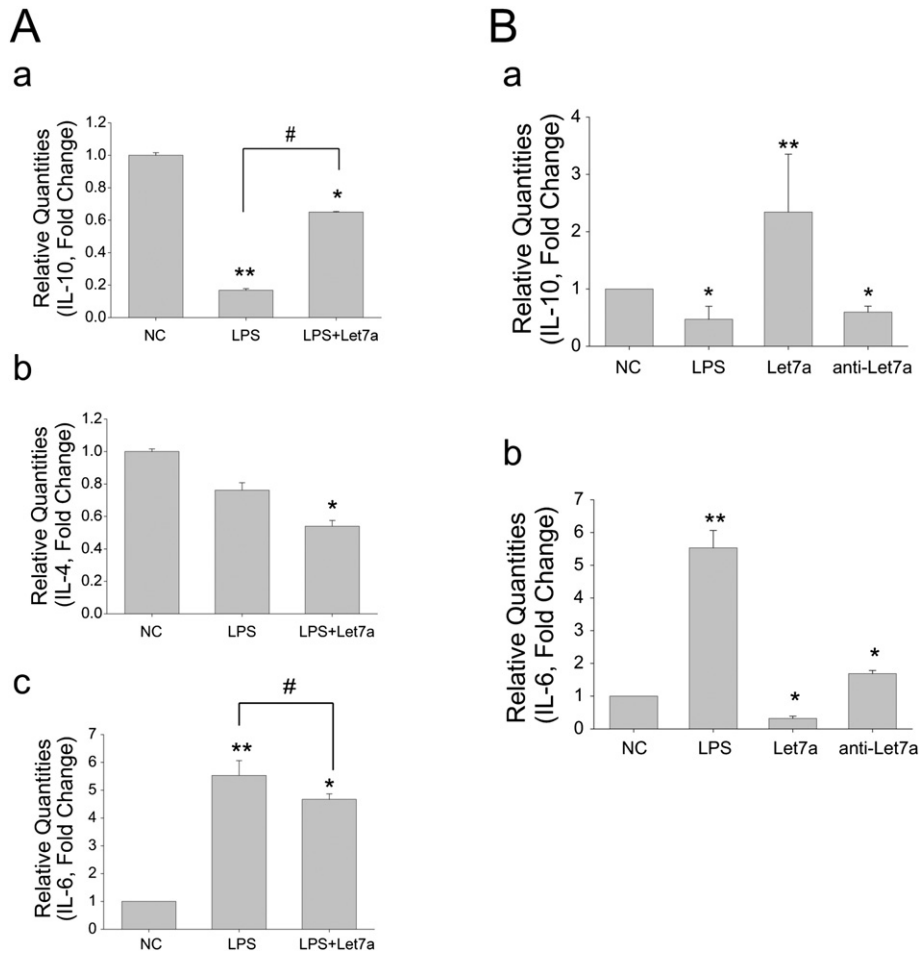 A
a
Relative Quantities
(IL-10, Fold Change)
1.2
1.0
0.8
0.6
0.4
0.2
0.0
#
**
*
NC LPS LPS+Let7a
b
Relative Quantities
(IL-4, Fold Change)
1.2
1.0
0.8
0.6
0.4
0.2
0.0
*
NC LPS LPS+Let7a
c
Relative Quantities
(IL-6, Fold Change)
7
6
5
4
3
2
1
0
#
**
*
NC LPS LPS+Let7a
B
a
Relative Quantities
(IL-10, Fold Change)
4
3
2
1
0
**
* *
NC LPS Let7a anti-Let7a
b
Relative Quantities
(IL-6, Fold Change)
7
6
5
4
3
2
1
0
**
*
*
NC LPS Let7a anti-Let7a